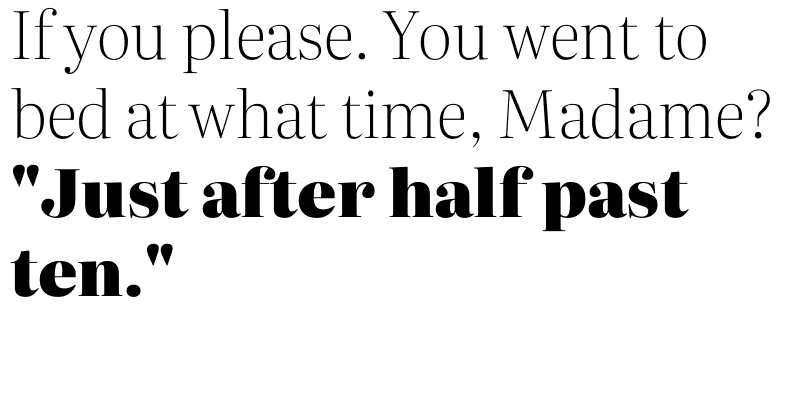 If you please. You went to
bed at what time, Madame?
"Just after half past
ten."